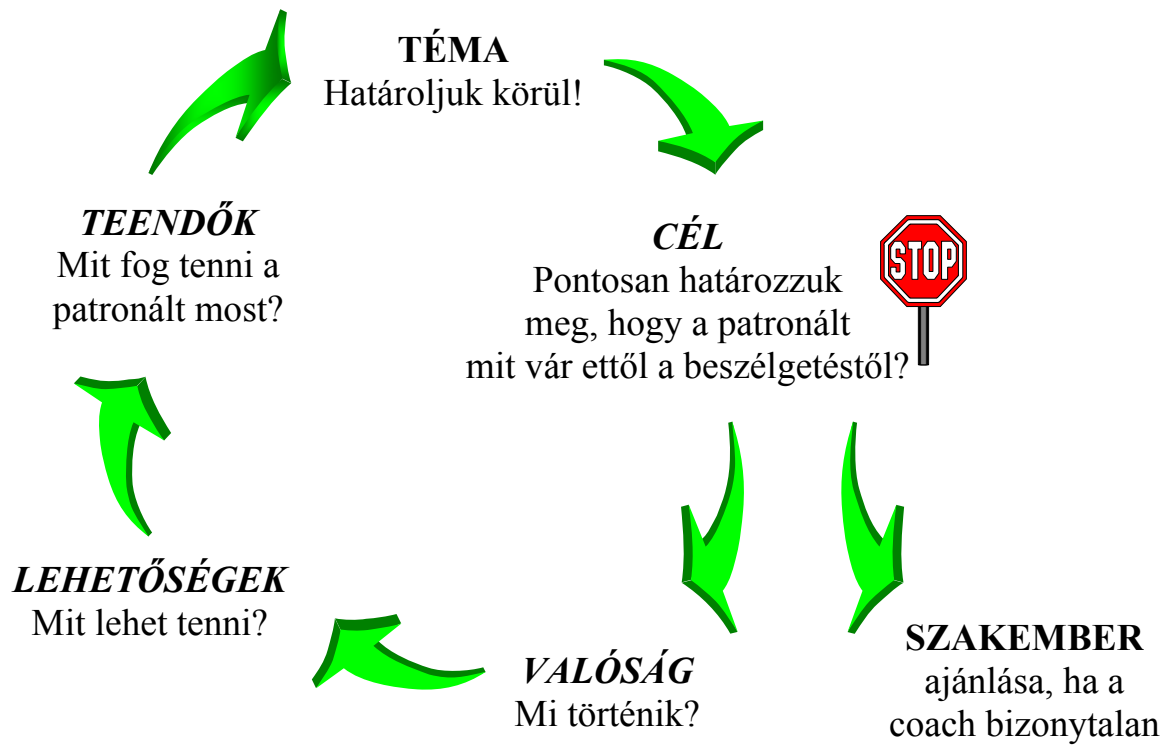 TÉMA
Határoljuk körül!
CÉL
Pontosan határozzuk
meg, hogy a patronált
mit vár ettől a beszélgetéstől?
STOP
SZAKEMBER
ajánlása, ha a
coach bizonytalan
VALÓSÁG
Mi történik?
LEHETŐSÉGEK
Mit lehet tenni?
TEENDŐK
Mit fog tenni a
patronált most?